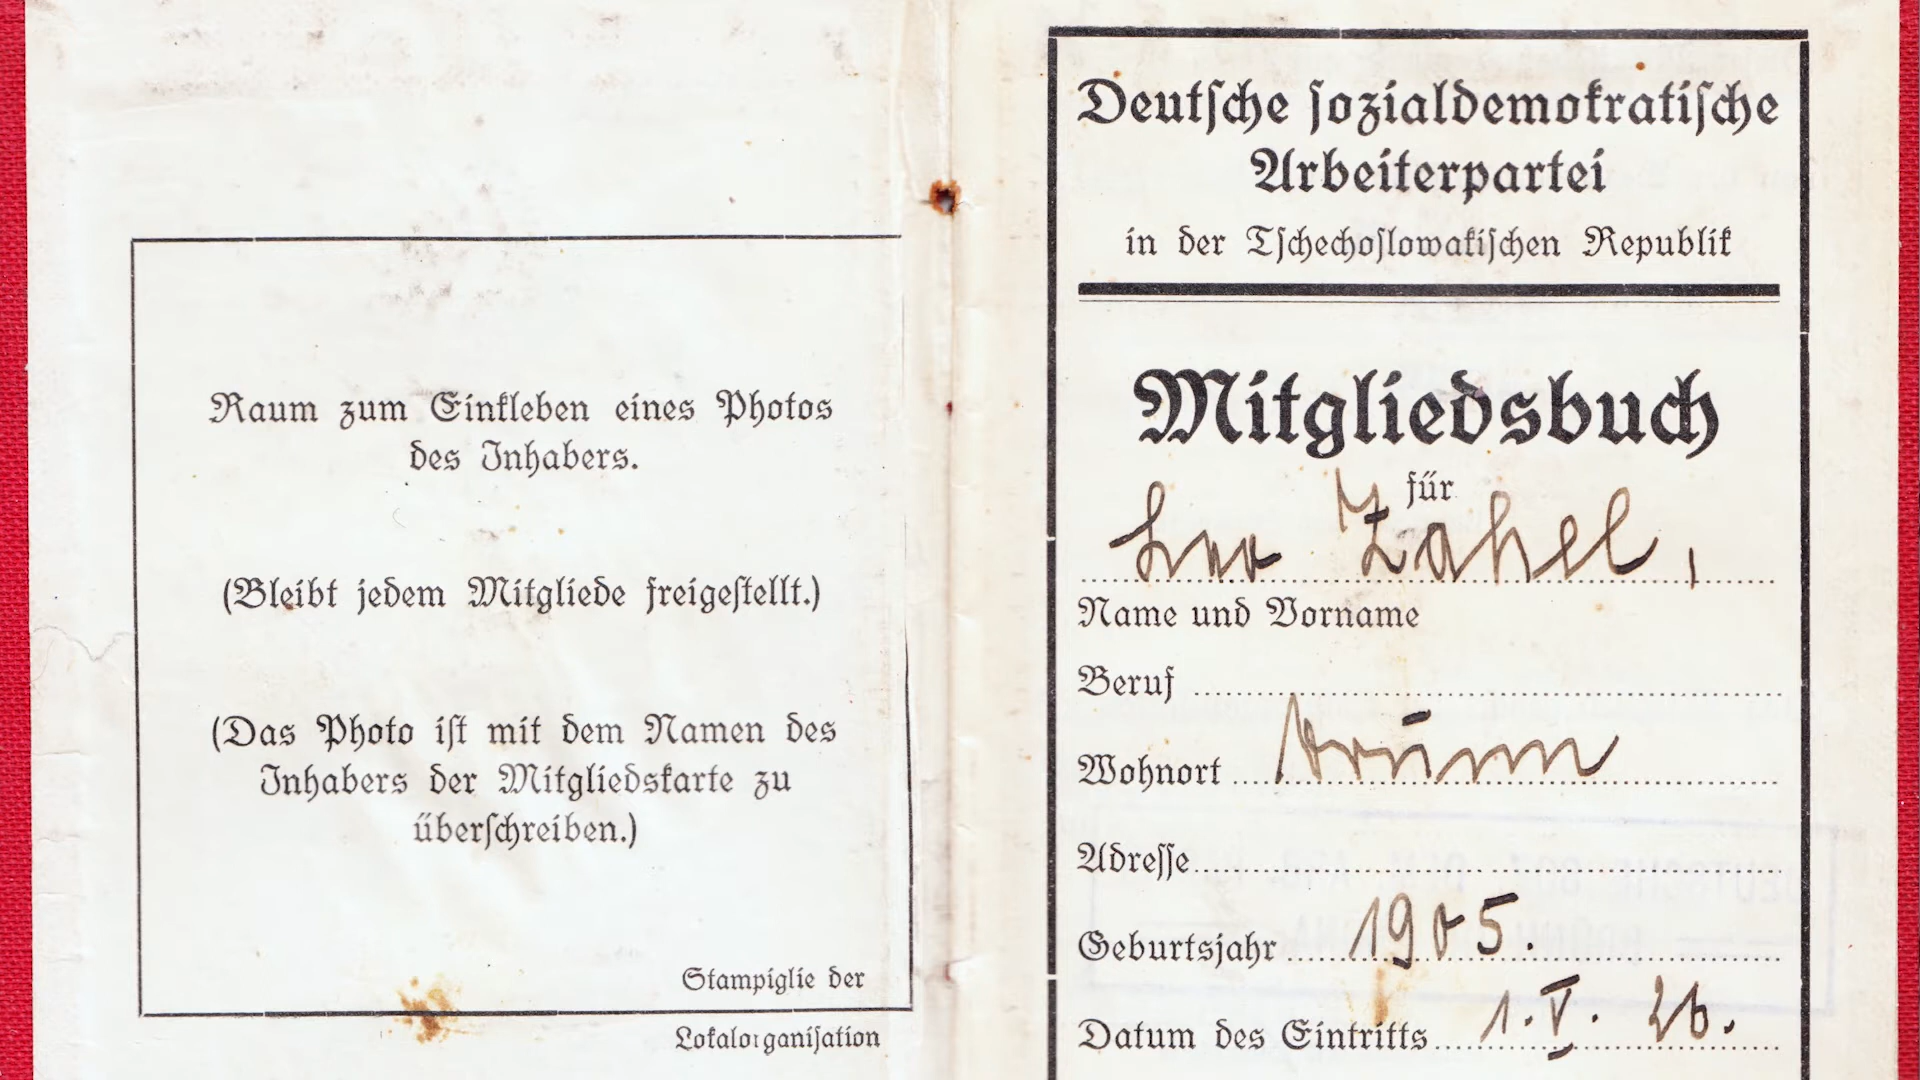 Raum zum Einkleben eines Photos
des Inhabers.
(Bleibt jedem Mitgliede freigestellt.)
(Das Photo ist mit dem Namen des
Inhabers der Mitgliedskarte zu
überschreiben.)
Stampiglie der
Lokalorganisation
Deutsche sozialdemokratische
Arbeiterpartei
in der Tschechoslowakischen Republik
Mitgliedsbuch
für
Leo Zahel,
Name und Vorname
Beruf
Wohnort Brünn
Adresse
Geburtsjahr 1905.
Datum des Eintritts 1. V. 26.